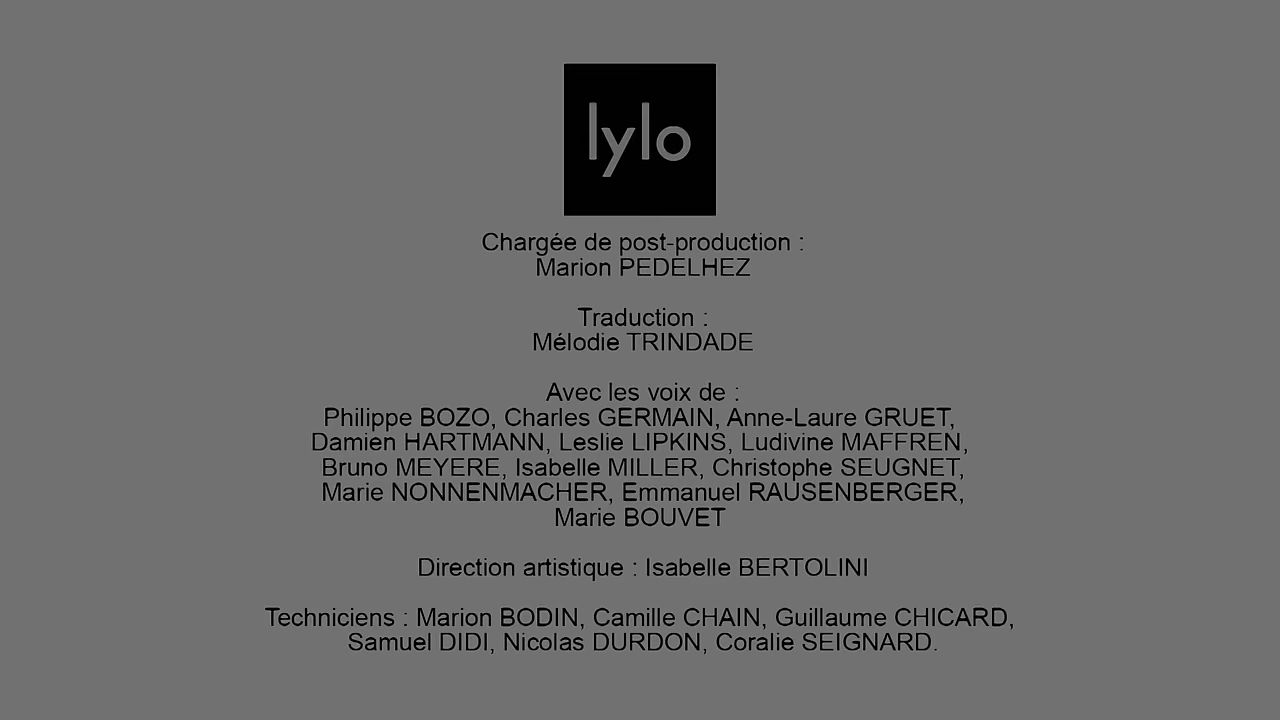 lylo
Chargée de post-production :
Marion PEDELHEZ
Traduction :
Mélodie TRINDADE
Avec les voix de :
Philippe BOZO, Charles GERMAIN, Anne-Laure GRUET,
Damien HARTMANN, Leslie LIPKINS, Ludivine MAFFREN,
Bruno MEYERE, Isabelle MILLER, Christophe SEUGNET,
Marie NONNENMACHER, Emmanuel RAUSENBERGER,
Marie BOUVET
Direction artistique : Isabelle BERTOLINI
Techniciens : Marion BODIN, Camille CHAIN, Guillaume CHICARD,
Samuel DIDI, Nicolas DURDON, Coralie SEIGNARD.